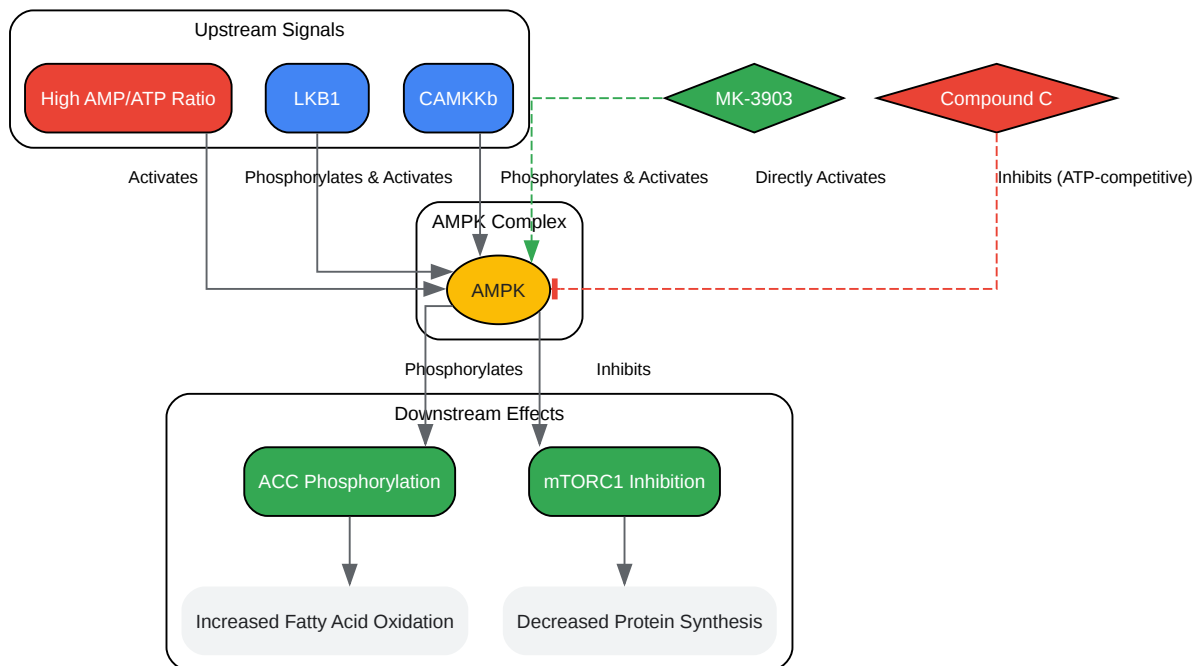 Upstream Signals
High AMP/ATP Ratio
LKB1
CAMKKb
MK-3903
Compound C
Activates
Phosphorylates & Activates
Phosphorylates & Activates
Directly Activates
Inhibits (ATP-competitive)
AMPK Complex
AMPK
Phosphorylates
Inhibits
Downstream Effects
ACC Phosphorylation
mTORC1 Inhibition
Increased Fatty Acid Oxidation
Decreased Protein Synthesis